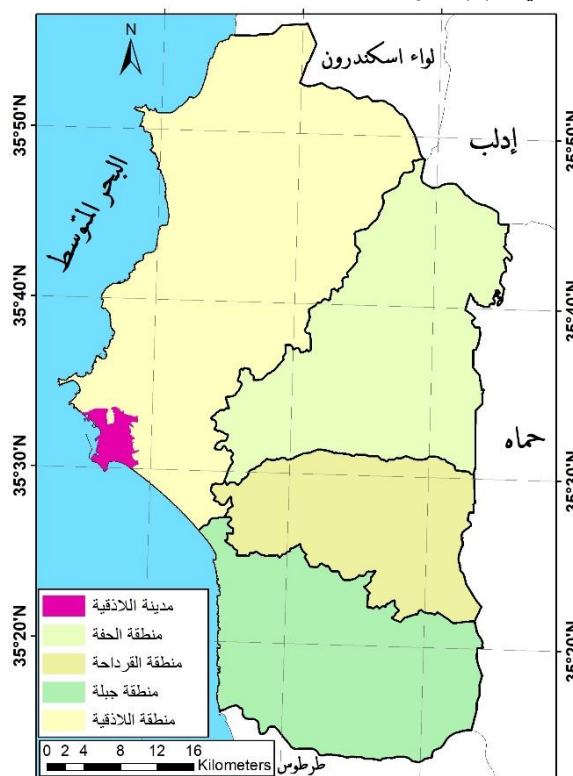 N
لواء اسكندرون
إدلب
البحر المتوسط
حماه
35°50'N
35°50'N
35°40'N
35°40'N
35°30'N
35°30'N
35°20'N
35°20'N
مدينة اللاذقية
منطقة الحفة
منطقة القرداحة
منطقة جبلة
منطقة اللاذقية
0 2 4 8 12 16
Kilometers
طرطوس